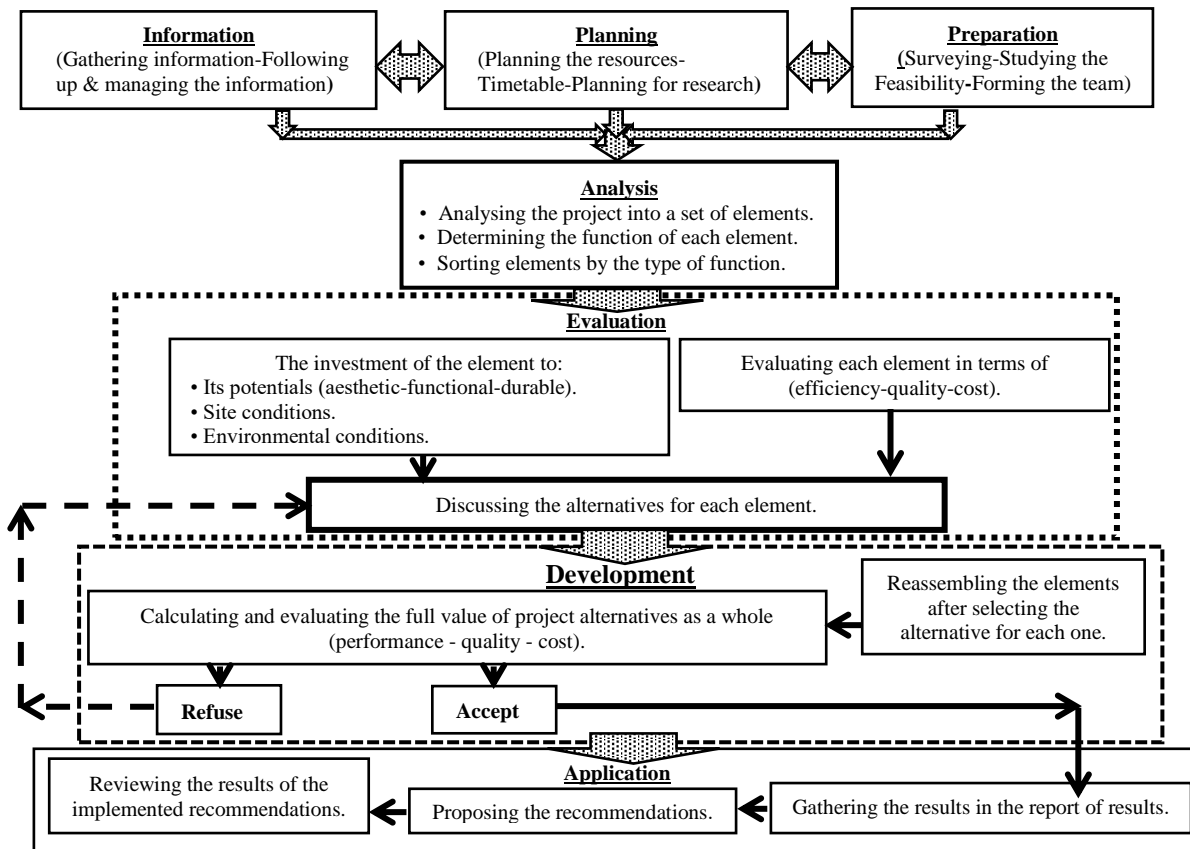 Information
(Gathering information-Following
up & managing the information)
Planning
(Planning the resources-
Timetable-Planning for research)
Preparation
(Surveying-Studying the
Feasibility-Forming the team)
Analysis
• Analysing the project into a set of elements.
• Determining the function of each element.
• Sorting elements by the type of function.
Evaluation
The investment of the element to:
• Its potentials (aesthetic-functional-durable).
• Site conditions.
• Environmental conditions.
Evaluating each element in terms of
(efficiency-quality-cost).
Discussing the alternatives for each element.
Development
Calculating and evaluating the full value of project alternatives as a whole
(performance - quality - cost).
Reassembling the elements
after selecting the
alternative for each one.
Refuse
Accept
Application
Reviewing the results of the
implemented recommendations.
Proposing the recommendations.
Gathering the results in the report of results.